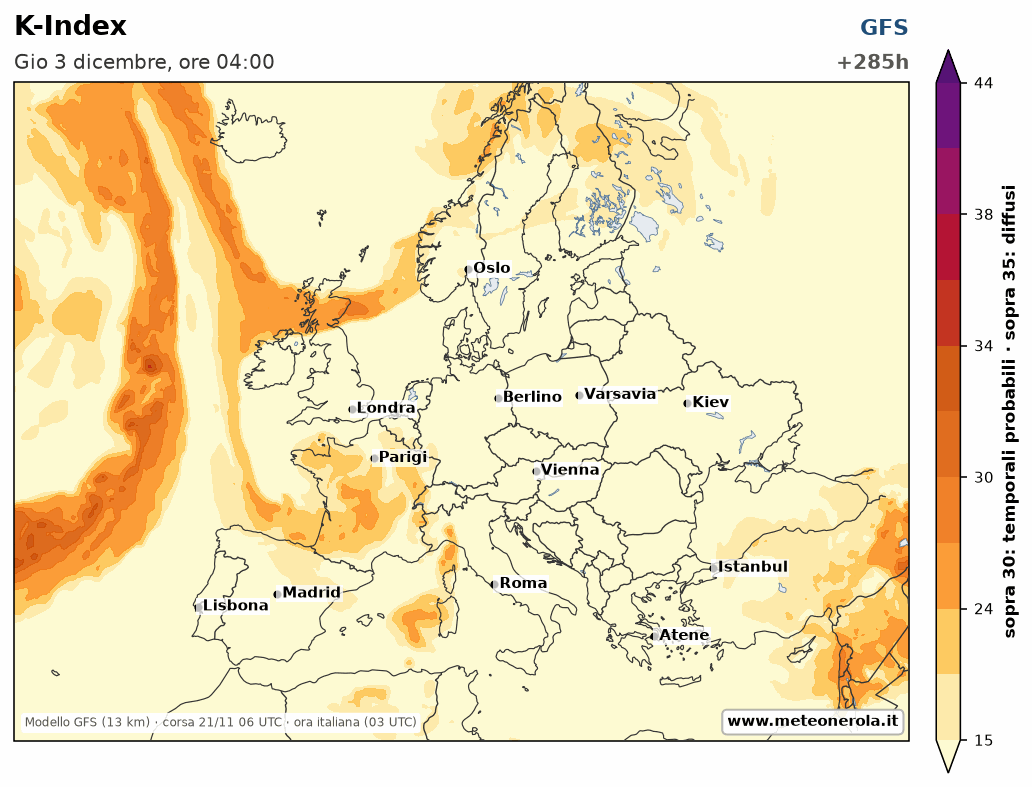 K-Index
GFS
Gio 3 dicembre, ore 04:00
+285h
44
38
34
30
24
15
sopra 30: temporali probabili · sopra 35: diffusi
Oslo
Berlino
Varsavia
Kiev
Londra
Parigi
Vienna
Istanbul
Roma
Madrid
Lisbona
Atene
Modello GFS (13 km) · corsa 21/11 06 UTC · ora italiana (03 UTC)
www.meteonerola.it